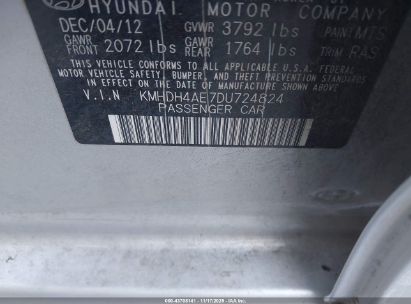 HYUNDAI MOTOR COMPANY
DEC/04/12 GVWR 3792 lbs PAINT MTS
GAWR FRONT 2072 lbs GAWR REAR 1764 lbs TRIM RAS
THIS VEHICLE CONFORMS TO ALL APPLICABLE U.S.A. FEDERAL
MOTOR VEHICLE SAFETY, BUMPER, AND THEFT PREVENTION STANDARDS
IN EFFECT ON THE DATE OF MANUFACTURE SHOWN ABOVE.
V.I.N KMHDH4AE7DU724824
PASSENGER CAR